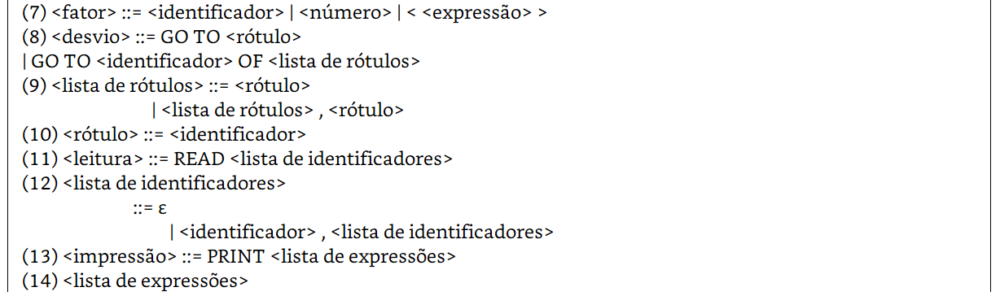 (7) <fator> ::= <identificador> | <número> | < <expressão> >
(8) <desvio> ::= GO TO <rótulo>
| GO TO <identificador> OF <lista de rótulos>
(9) <lista de rótulos> ::= <rótulo>
| <lista de rótulos> , <rótulo>
(10) <rótulo> ::= <identificador>
(11) <leitura> ::= READ <lista de identificadores>
(12) <lista de identificadores>
::= ε
| <identificador> , <lista de identificadores>
(13) <impressão> ::= PRINT <lista de expressões>
(14) <lista de expressões>